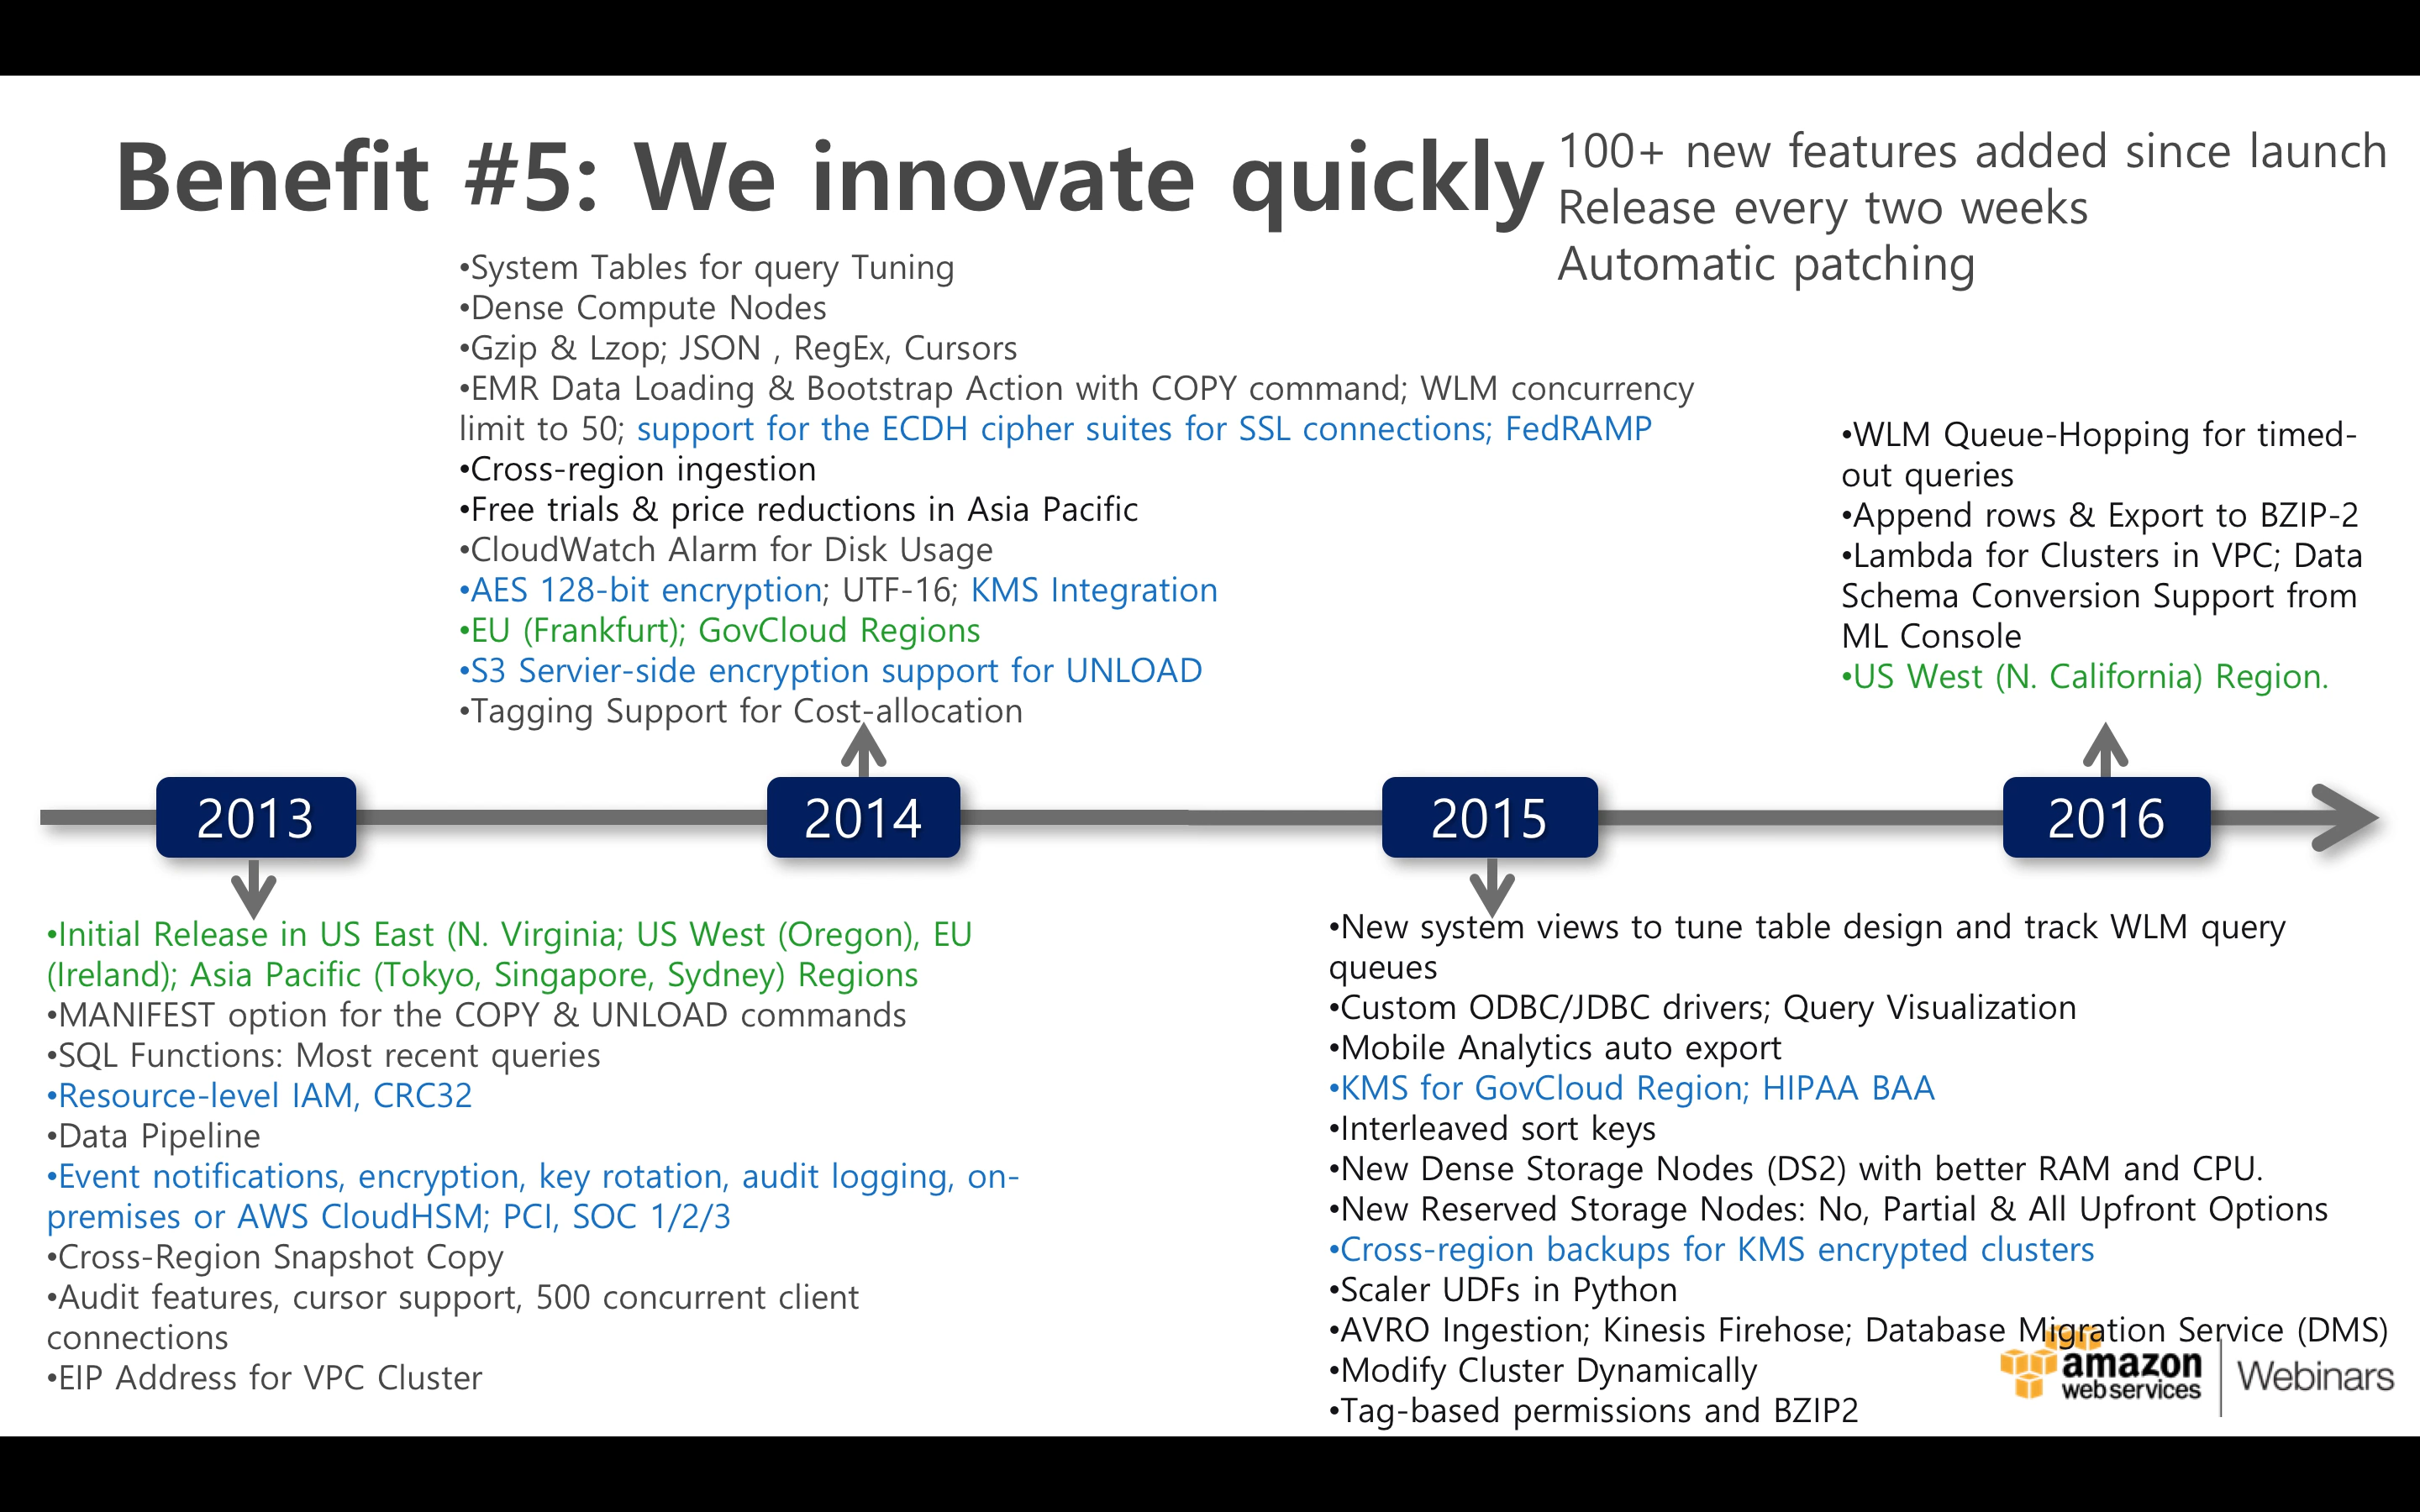 Benefit #5: We innovate quickly
100+ new features added since launch
Release every two weeks
Automatic patching
•System Tables for query Tuning
•Dense Compute Nodes
•Gzip & Lzop; JSON , RegEx, Cursors
•EMR Data Loading & Bootstrap Action with COPY command; WLM concurrency
limit to 50; support for the ECDH cipher suites for SSL connections; FedRAMP
•Cross-region ingestion
•Free trials & price reductions in Asia Pacific
•CloudWatch Alarm for Disk Usage
•AES 128-bit encryption; UTF-16; KMS Integration
•EU (Frankfurt); GovCloud Regions
•S3 Servier-side encryption support for UNLOAD
•Tagging Support for Cost-allocation
•WLM Queue-Hopping for timed-
out queries
•Append rows & Export to BZIP-2
•Lambda for Clusters in VPC; Data
Schema Conversion Support from
ML Console
•US West (N. California) Region.
2013
2014
2015
2016
•Initial Release in US East (N. Virginia; US West (Oregon), EU
(Ireland); Asia Pacific (Tokyo, Singapore, Sydney) Regions
•MANIFEST option for the COPY & UNLOAD commands
•SQL Functions: Most recent queries
•Resource-level IAM, CRC32
•Data Pipeline
•Event notifications, encryption, key rotation, audit logging, on-
premises or AWS CloudHSM; PCI, SOC 1/2/3
•Cross-Region Snapshot Copy
•Audit features, cursor support, 500 concurrent client
connections
•EIP Address for VPC Cluster
•New system views to tune table design and track WLM query
queues
•Custom ODBC/JDBC drivers; Query Visualization
•Mobile Analytics auto export
•KMS for GovCloud Region; HIPAA BAA
•Interleaved sort keys
•New Dense Storage Nodes (DS2) with better RAM and CPU.
•New Reserved Storage Nodes: No, Partial & All Upfront Options
•Cross-region backups for KMS encrypted clusters
•Scaler UDFs in Python
•AVRO Ingestion; Kinesis Firehose; Database Migration Service (DMS)
•Modify Cluster Dynamically
•Tag-based permissions and BZIP2
amazon
webservices
Webinars